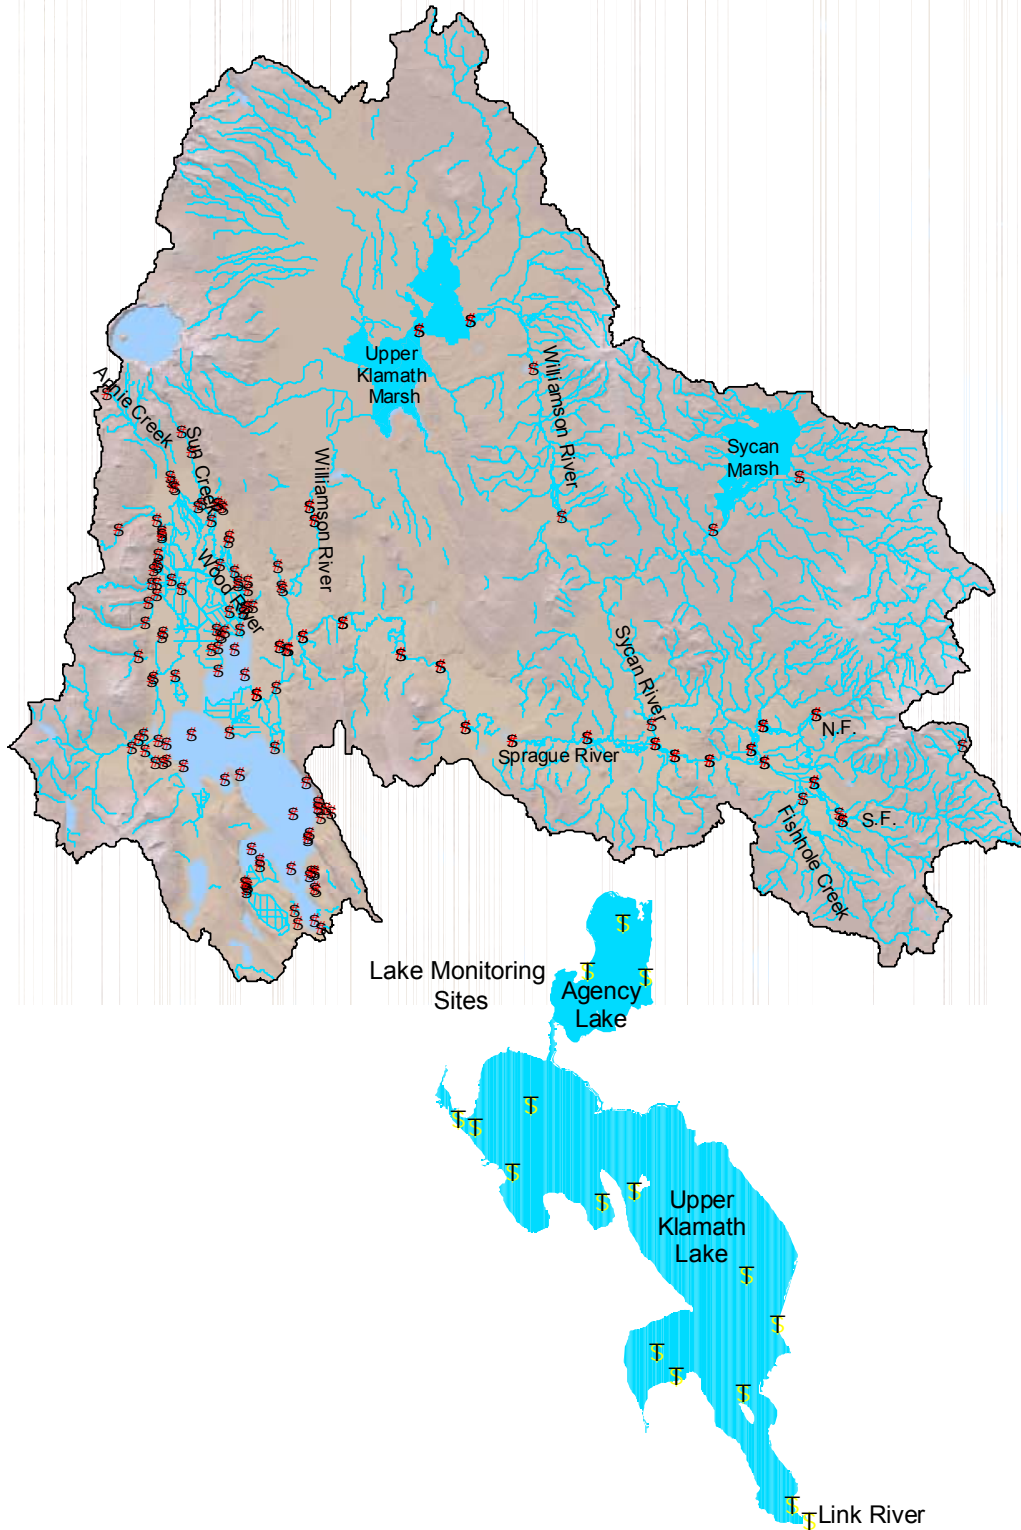 Upper
Klamath
Marsh
Williamson River
Annie Creek
Sun Creek
Sycan
Marsh
Williamson River
Wood River
Sycan River
N.F.
Sprague River
S.F.
Fishhole Creek
Lake Monitoring
Sites
Agency
Lake
Upper
Klamath
Lake
Link River